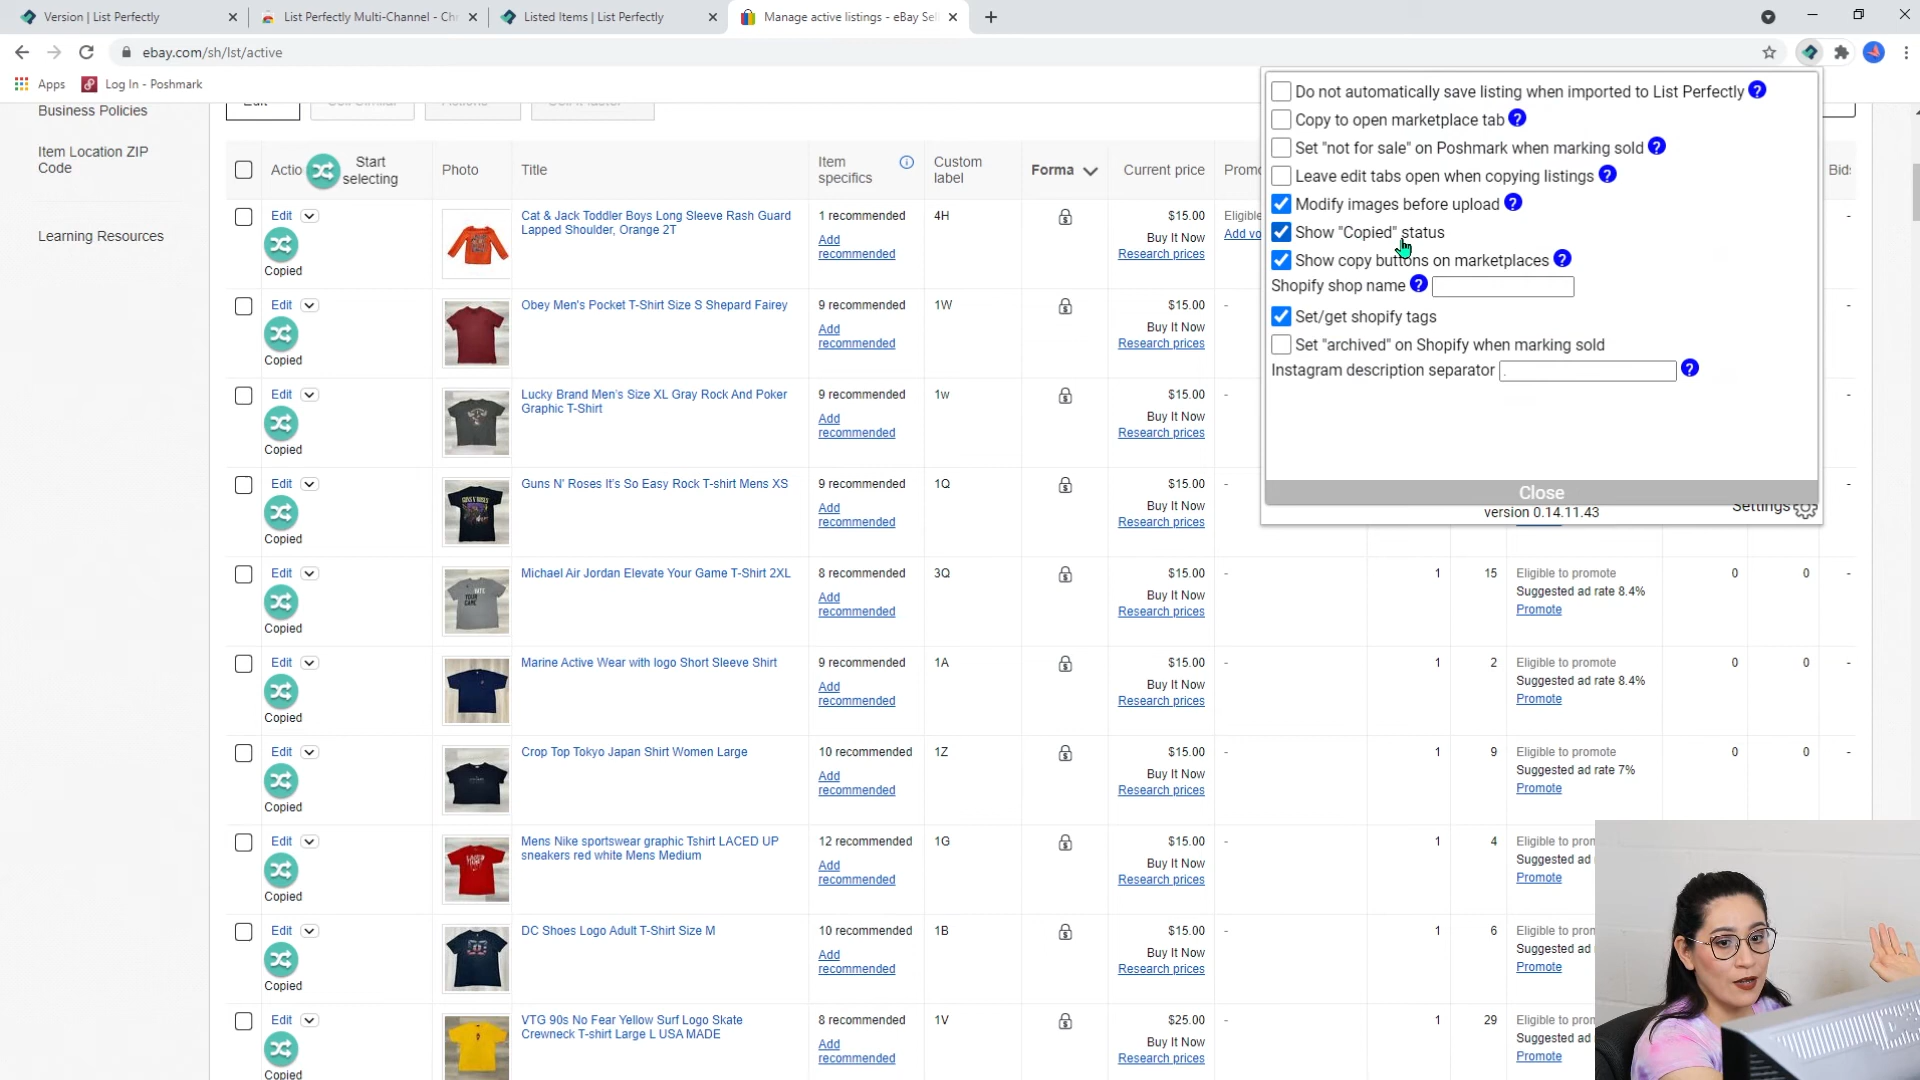 Version | List Perfectly
List Perfectly Multi-Channel - Chr
Listed Items | List Perfectly
Manage active listings - eBay Sel
ebay.com/sh/lst/active
Apps
Log In - Poshmark
Business Policies
Item Location ZIP
Code
Learning Resources
Edit
Actio
Start
selecting
Photo
Title
Item
specifics
Custom
label
Forma
Current price
Promo
Bid
Do not automatically save listing when imported to List Perfectly ?
Copy to open marketplace tab ?
Set "not for sale" on Poshmark when marking sold ?
Leave edit tabs open when copying listings ?
Modify images before upload ?
Show "Copied" status
Show copy buttons on marketplaces ?
Shopify shop name ?
Set/get shopify tags
Set "archived" on Shopify when marking sold
Instagram description separator . ?
Close
version 0.14.11.43
Settings
Edit
Copied
Cat & Jack Toddler Boys Long Sleeve Rash Guard
Lapped Shoulder, Orange 2T
1 recommended
Add
recommended
4H
$15.00
Buy It Now
Research prices
Eligible
Add vo
-
Edit
Copied
Obey Men's Pocket T-Shirt Size S Shepard Fairey
9 recommended
Add
recommended
1W
$15.00
Buy It Now
Research prices
-
-
Edit
Copied
Lucky Brand Men's Size XL Gray Rock And Poker
Graphic T-Shirt
9 recommended
Add
recommended
1w
$15.00
Buy It Now
Research prices
-
-
Edit
Copied
Guns N' Roses It's So Easy Rock T-shirt Mens XS
9 recommended
Add
recommended
1Q
$15.00
Buy It Now
Research prices
-
-
Edit
Copied
Michael Air Jordan Elevate Your Game T-Shirt 2XL
8 recommended
Add
recommended
3Q
$15.00
Buy It Now
Research prices
-
1
15
Eligible to promote
Suggested ad rate 8.4%
Promote
0
0
-
Edit
Copied
Marine Active Wear with logo Short Sleeve Shirt
9 recommended
Add
recommended
1A
$15.00
Buy It Now
Research prices
-
1
2
Eligible to promote
Suggested ad rate 8.4%
Promote
0
0
-
Edit
Copied
Crop Top Tokyo Japan Shirt Women Large
10 recommended
Add
recommended
1Z
$15.00
Buy It Now
Research prices
-
1
9
Eligible to promote
Suggested ad rate 7%
Promote
0
0
-
Edit
Copied
Mens Nike sportswear graphic Tshirt LACED UP
sneakers red white Mens Medium
12 recommended
Add
recommended
1G
$15.00
Buy It Now
Research prices
-
1
4
Eligible to pron
Suggested ad
Promote
Edit
Copied
DC Shoes Logo Adult T-Shirt Size M
10 recommended
Add
recommended
1B
$15.00
Buy It Now
Research prices
-
1
6
Eligible to pron
Suggested ad
Promote
Edit
Copied
VTG 90s No Fear Yellow Surf Logo Skate
Crewneck T-shirt Large L USA MADE
8 recommended
Add
recommended
1V
$25.00
Buy It Now
Research prices
-
1
29
Eligible to pron
Suggested ad
Promote